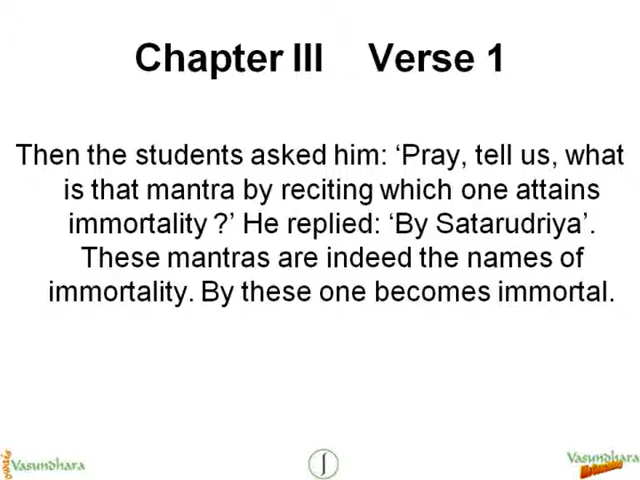 Chapter III Verse 1
Then the students asked him: ‘Pray, tell us, what
is that mantra by reciting which one attains
immortality ?’ He replied: ‘By Satarudriya’.
These mantras are indeed the names of
immortality. By these one becomes immortal.
Vasundhara
Vasundhara